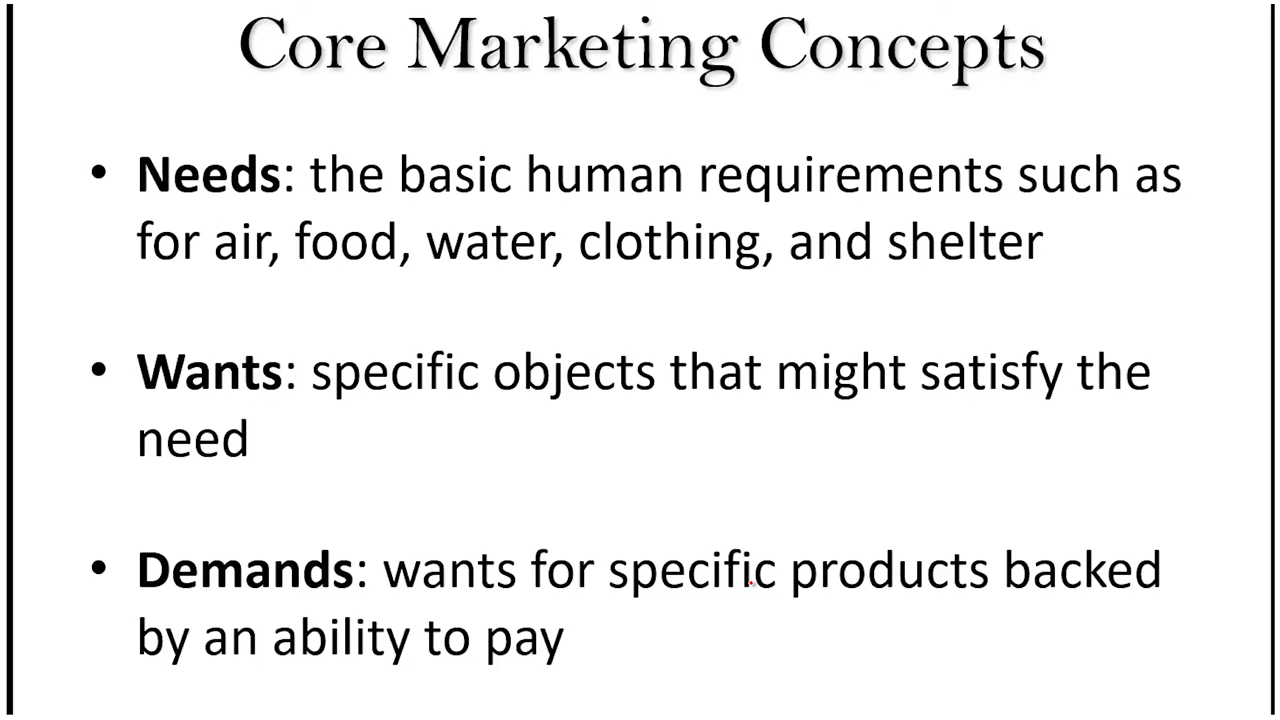 Core Marketing Concepts
• Needs: the basic human requirements such as
for air, food, water, clothing, and shelter
• Wants: specific objects that might satisfy the
need
• Demands: wants for specific products backed
by an ability to pay